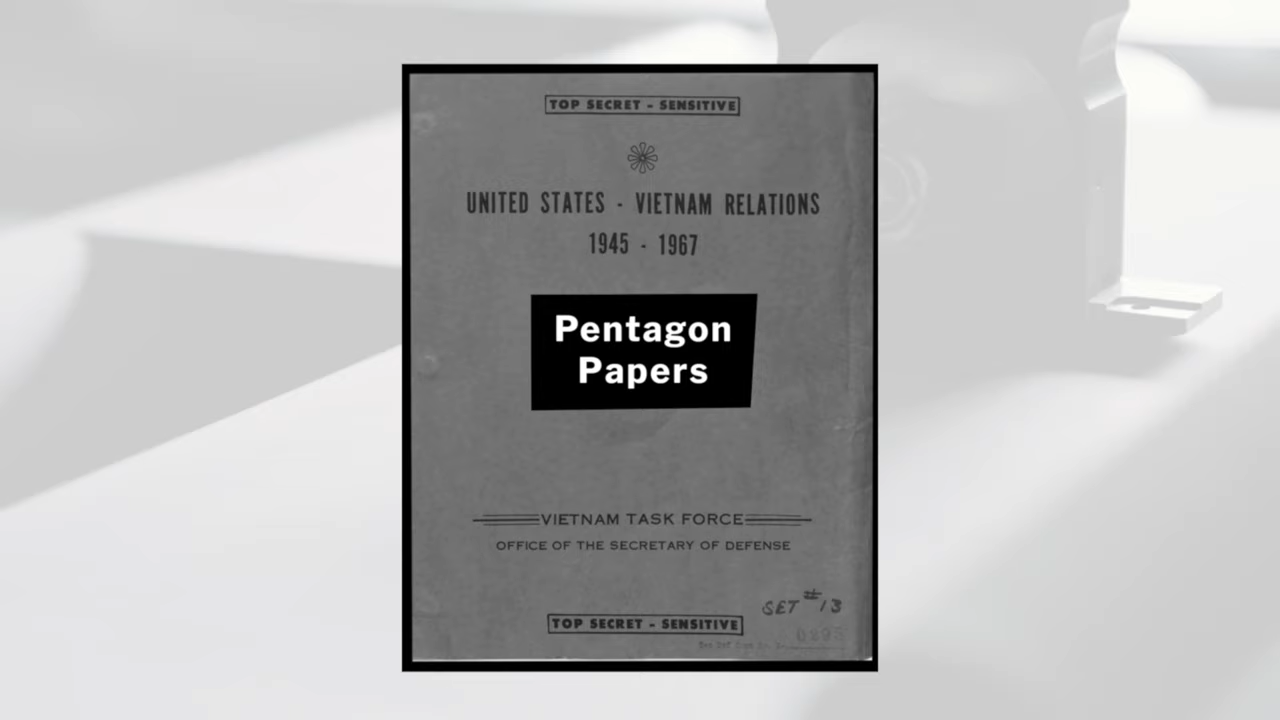 TOP SECRET - SENSITIVE
UNITED STATES - VIETNAM RELATIONS
1945 - 1967
Pentagon
Papers
VIETNAM TASK FORCE
OFFICE OF THE SECRETARY OF DEFENSE
SET #13
TOP SECRET - SENSITIVE
0295